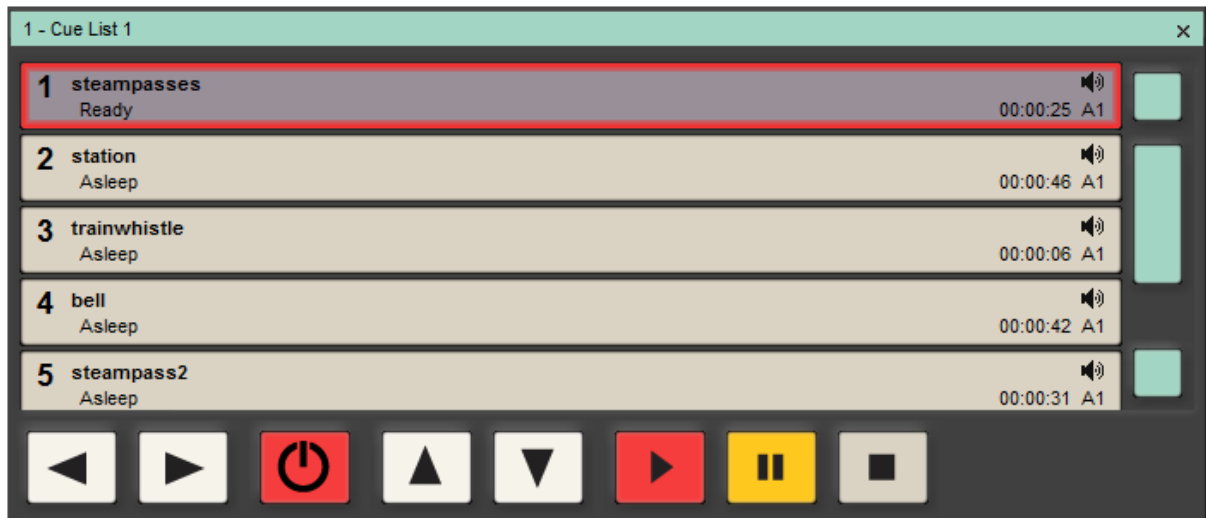 1 - Cue List 1
1 steampasses
Ready 00:00:25 A1
2 station
Asleep 00:00:46 A1
3 trainwhistle
Asleep 00:00:06 A1
4 bell
Asleep 00:00:42 A1
5 steampass2
Asleep 00:00:31 A1